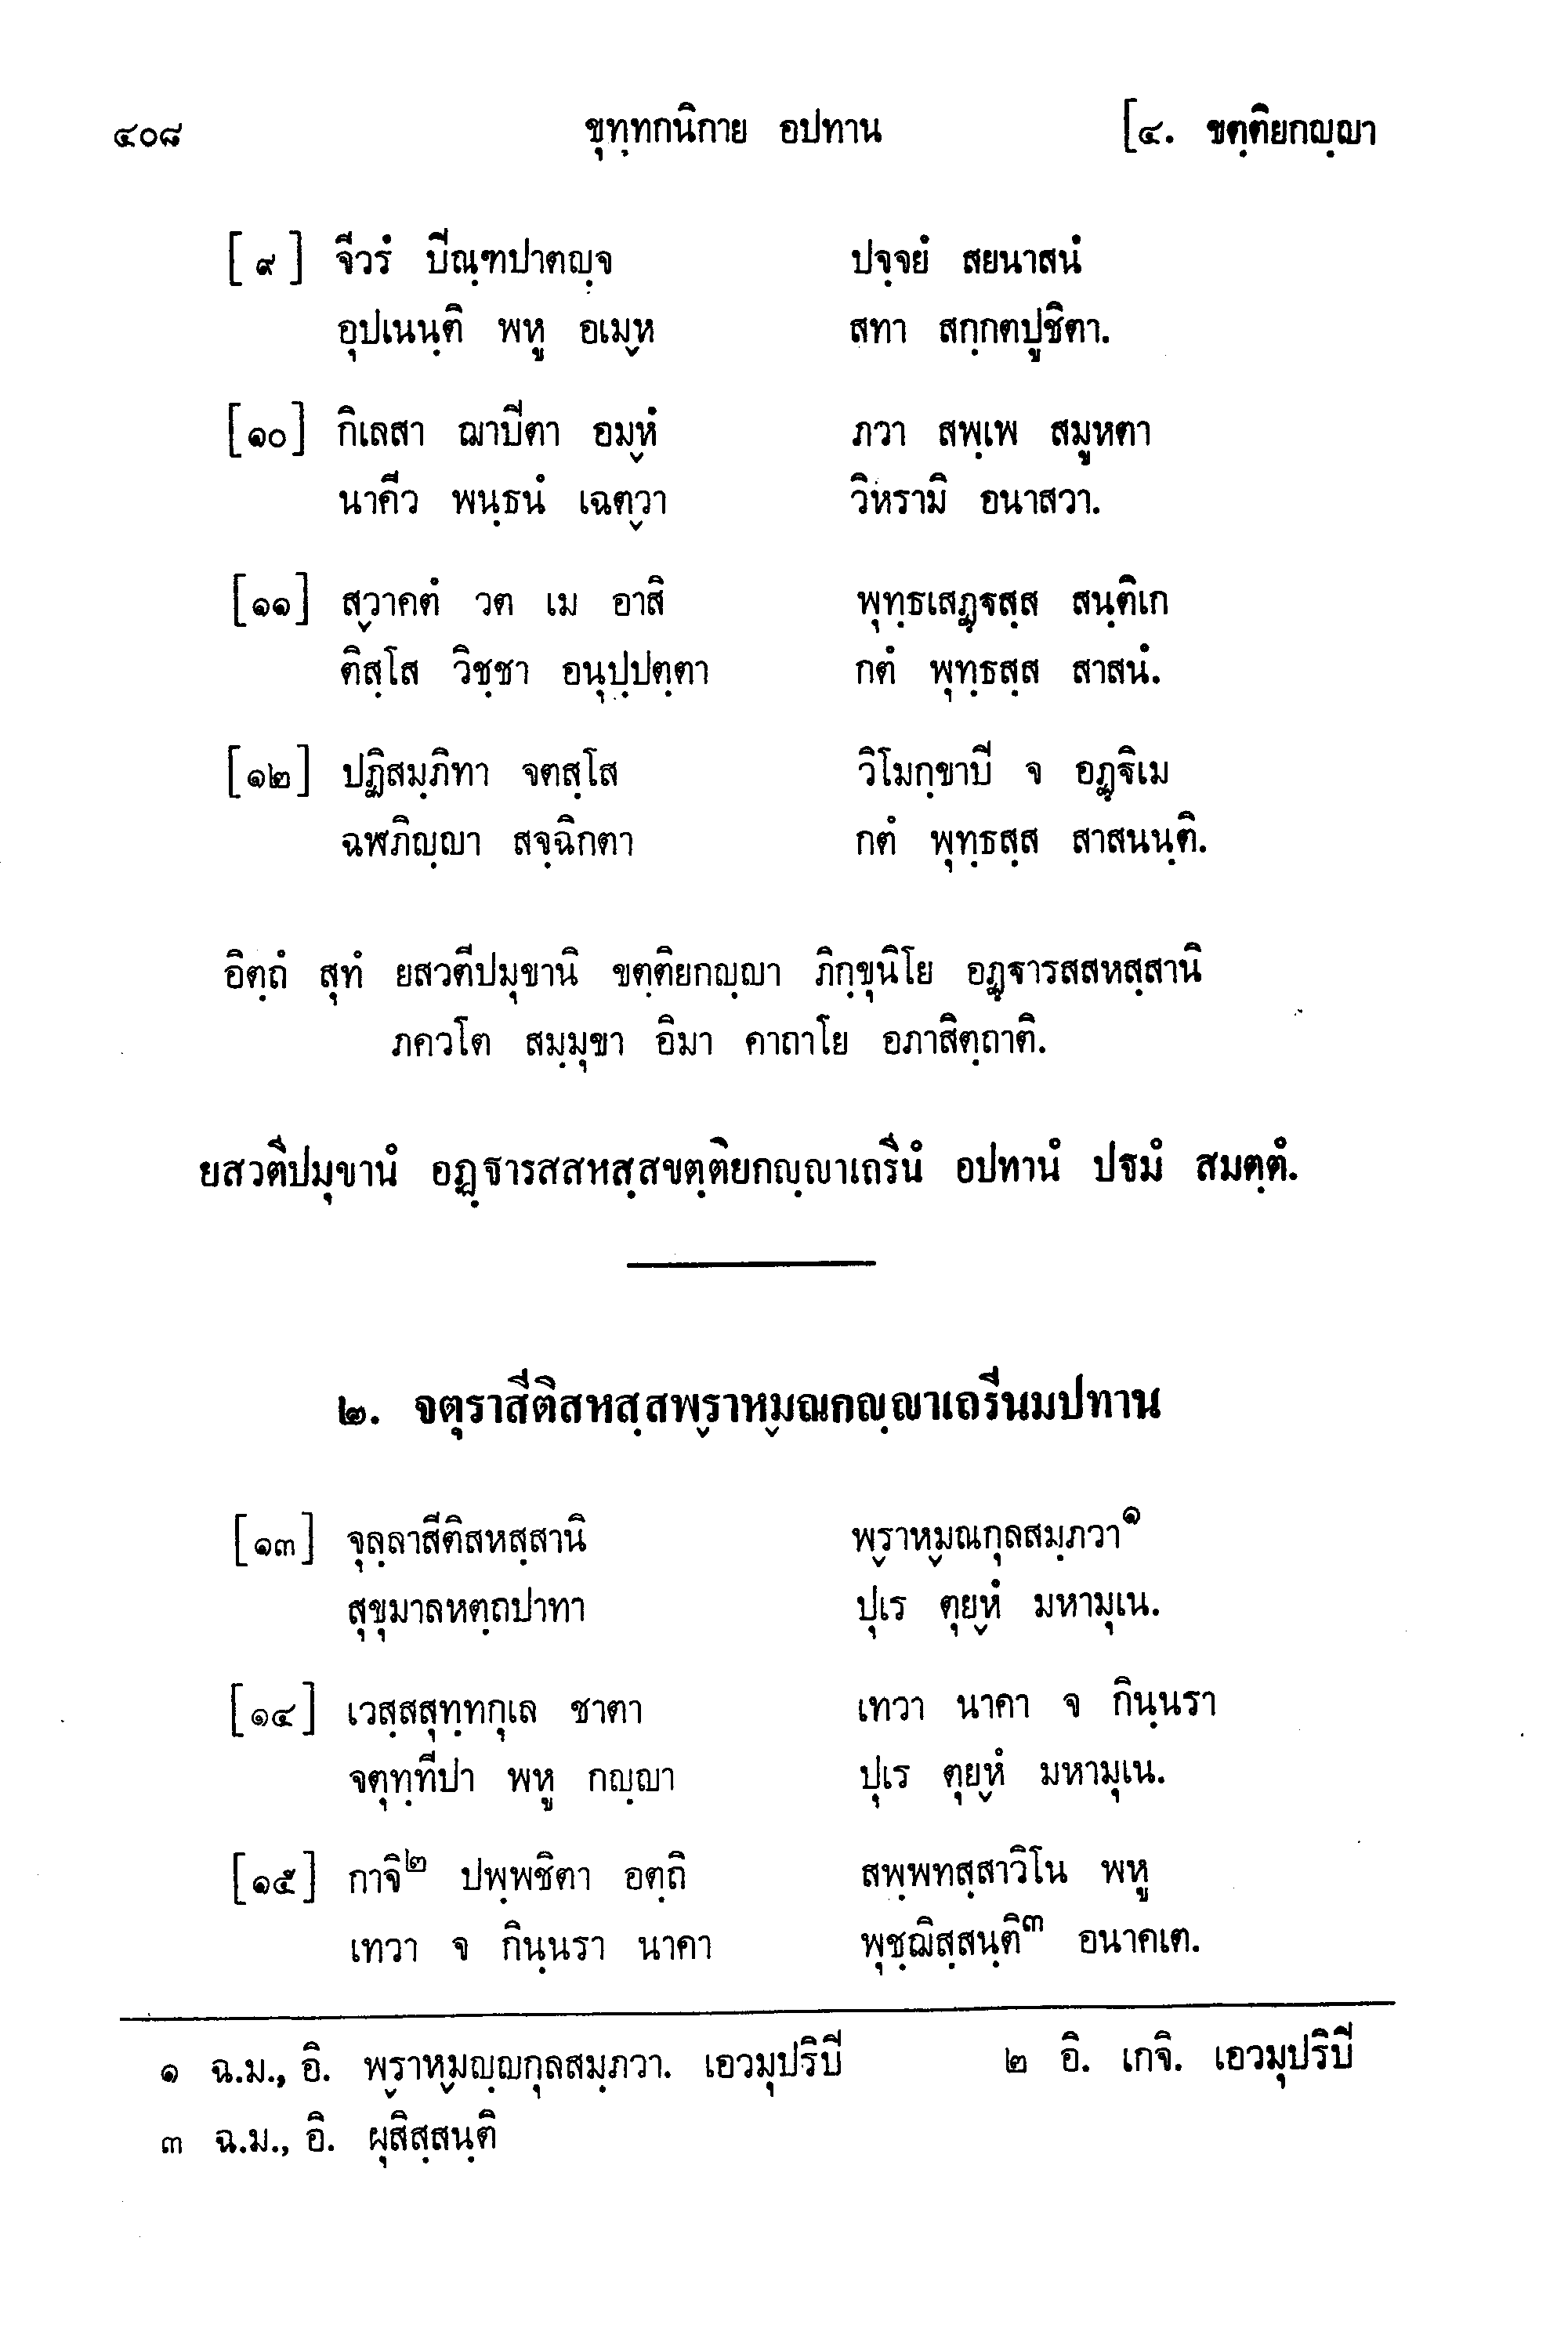 ๔๐๘ ขุทฺทกนิกาย อปทาน [๔. ขตฺติยกญฺญา
[๙] จีวรํ ปิณฺฑปาตญฺจ ปจฺจยํ สยนาสนํ
อุปเนนฺติ พหู อเมฺห สทา สกฺกตปูชิตา.
[๑๐] กิเลสา ฌาปิตา อมฺหํ ภวา สพฺเพ สมูหตา
นาคีว พนฺธนํ เฉตฺวา วิหรามิ อนาสวา.
[๑๑] สฺวาคตํ วต เม อาสิ พุทฺธเสฏฺฐสฺส สนฺติเก
ติสฺโส วิชฺชา อนุปฺปตฺตา กตํ พุทฺธสฺส สาสนํ.
[๑๒] ปฏิสมฺภิทา จตสฺโส วิโมกฺขาปิ จ อฏฺฐิเม
ฉฬภิญฺญา สจฺฉิกตา กตํ พุทฺธสฺส สาสนนฺติ.
อิตฺถํ สุทํ ยสวตีปมุขานิ ขตฺติยกญฺญา ภิกฺขุนิโย อฏฺฐารสสหสฺสานิ
ภควโต สมฺมุขา อิมา คาถาโย อภาสิตฺถาติ.
ยสวตีปมุขานํ อฏฺฐารสสหสฺสขตฺติยกญฺญาเถรีนํ อปทานํ ปฐมํ สมตฺตํ.
๒. จตุราสีติสหสฺสพฺราหฺมณกญฺญาเถรีนมปทาน
[๑๓] จุลฺลาสีติสหสฺสานิ พฺราหฺมณกุลสมฺภวา๑
สุขุมาลหตฺถปาทา ปุเร ตุยฺหํ มหามุเน.
[๑๔] เวสฺสสุทฺทกุเล ชาตา เทวา นาคา จ กินฺนรา
จตุทฺทีปา พหู กญฺญา ปุเร ตุยฺหํ มหามุเน.
[๑๕] กาจิ๒ ปพฺพชิตา อตฺถิ สพฺพทสฺสาวิโน พหู
เทวา จ กินฺนรา นาคา พุชฺฌิสฺสนฺติ๓ อนาคเต.
๑ ฉ.ม., อิ. พฺราหฺมญฺญกุลสมฺภวา. เอวมุปริปิ ๒ อิ. เกจิ. เอวมุปริปิ
๓ ฉ.ม., อิ. ผุสิสฺสนฺติ